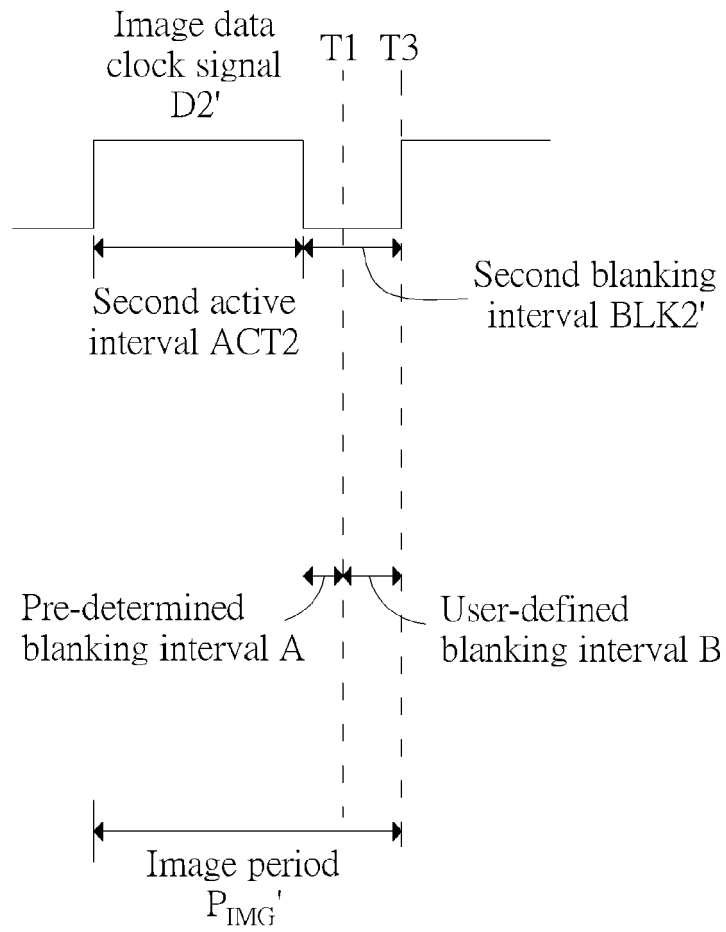 Image data
clock signal
D2'
T1 T3
Second active
interval ACT2
Second blanking
interval BLK2'
Pre-determined
blanking interval A
User-defined
blanking interval B
Image period
PIMG'